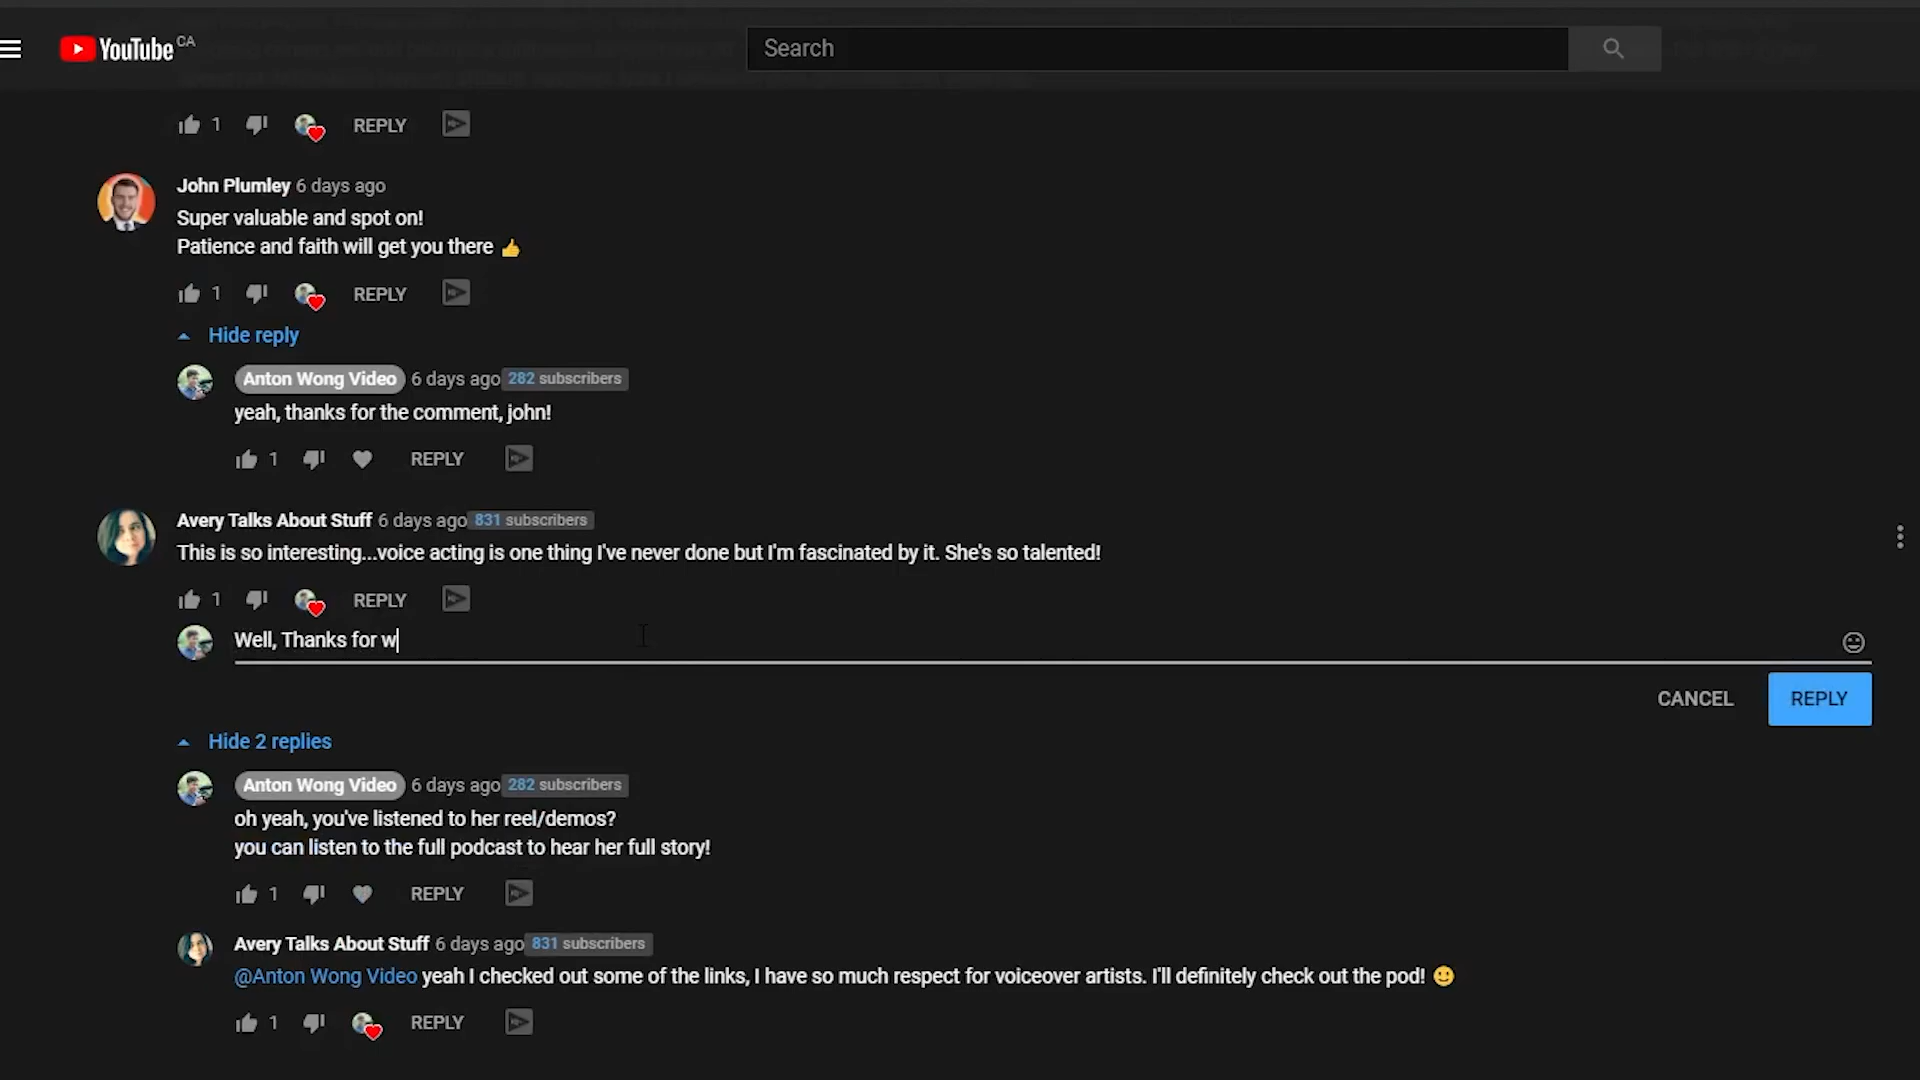 YouTube CA
Search
1 REPLY
John Plumley 6 days ago
Super valuable and spot on!
Patience and faith will get you there 👍
1 REPLY
Hide reply
Anton Wong Video 6 days ago 282 subscribers
yeah, thanks for the comment, john!
1 REPLY
Avery Talks About Stuff 6 days ago 831 subscribers
This is so interesting...voice acting is one thing I've never done but I'm fascinated by it. She's so talented!
1 REPLY
Well, Thanks for w
CANCEL REPLY
Hide 2 replies
Anton Wong Video 6 days ago 282 subscribers
oh yeah, you've listened to her reel/demos?
you can listen to the full podcast to hear her full story!
1 REPLY
Avery Talks About Stuff 6 days ago 831 subscribers
@Anton Wong Video yeah I checked out some of the links, I have so much respect for voiceover artists. I'll definitely check out the pod! 🙂
1 REPLY